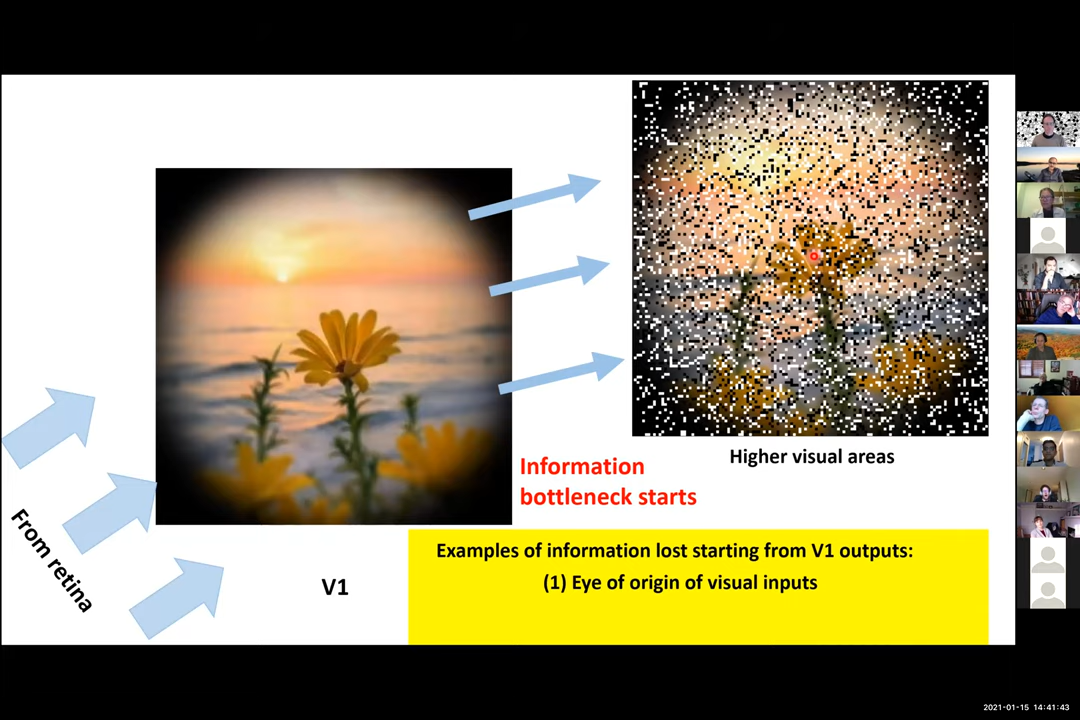 From retina
V1
Information
bottleneck starts
Higher visual areas
Examples of information lost starting from V1 outputs:
(1) Eye of origin of visual inputs
2021-01-15 14:41:43